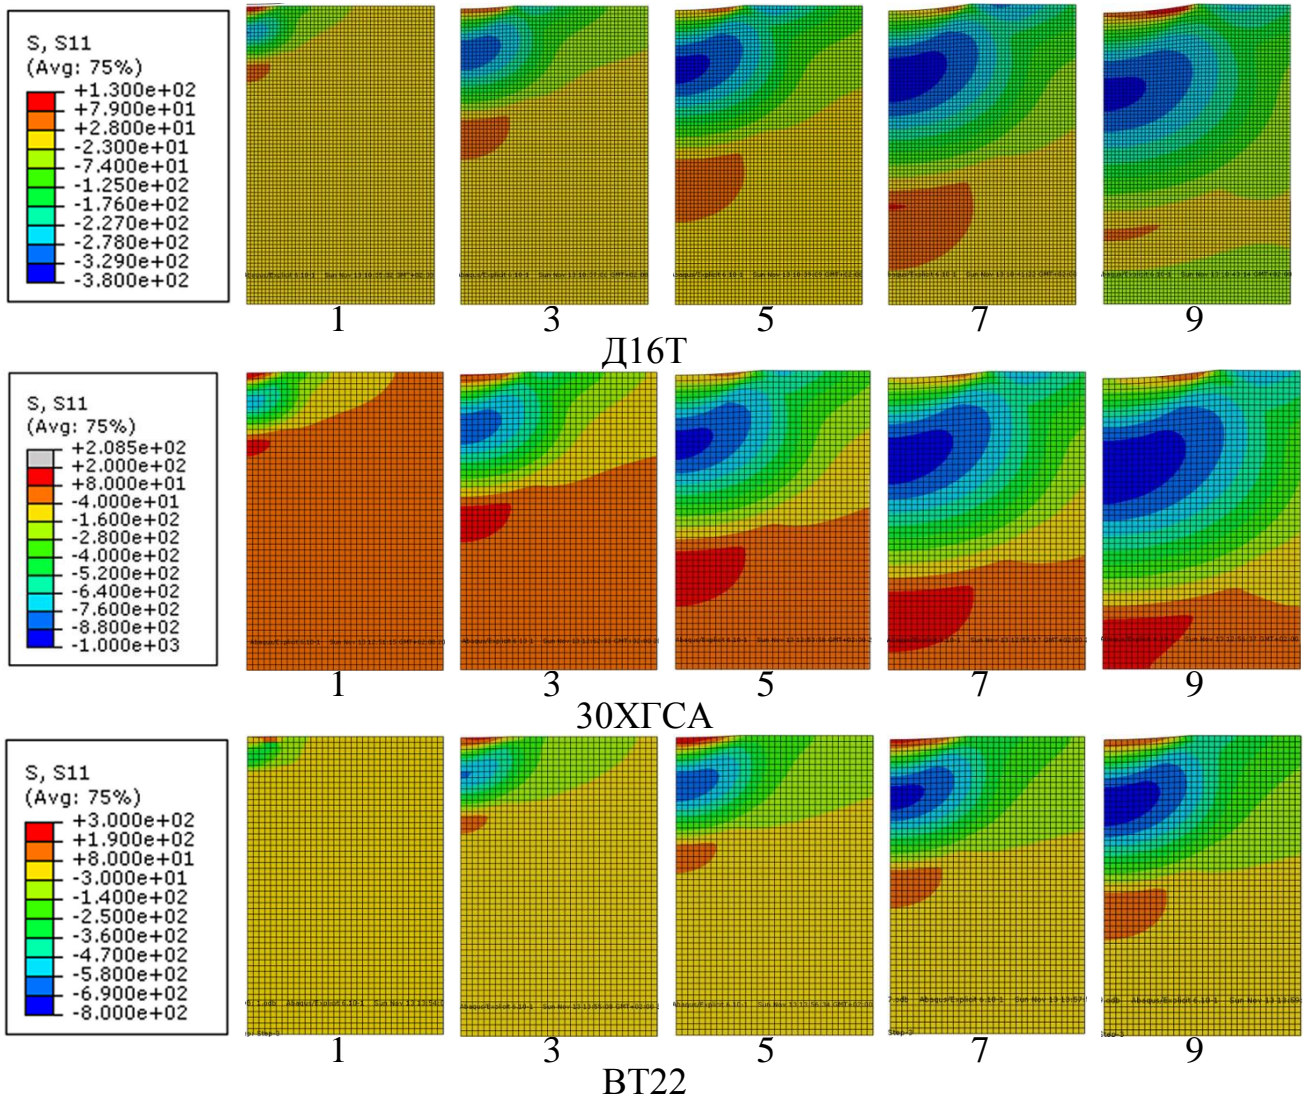 S, S11
(Avg: 75%)
+1.300e+02
+7.900e+01
+2.800e+01
-2.300e+01
-7.400e+01
-1.250e+02
-1.760e+02
-2.270e+02
-2.780e+02
-3.290e+02
-3.800e+02
1 3 5 7 9
Д16Т
S, S11
(Avg: 75%)
+2.085e+02
+2.000e+02
+8.000e+01
-4.000e+01
-1.600e+02
-2.800e+02
-4.000e+02
-5.200e+02
-6.400e+02
-7.600e+02
-8.800e+02
-1.000e+03
1 3 5 7 9
30ХГСА
S, S11
(Avg: 75%)
+3.000e+02
+1.900e+02
+8.000e+01
-3.000e+01
-1.400e+02
-2.500e+02
-3.600e+02
-4.700e+02
-5.800e+02
-6.900e+02
-8.000e+02
1 3 5 7 9
ВТ22